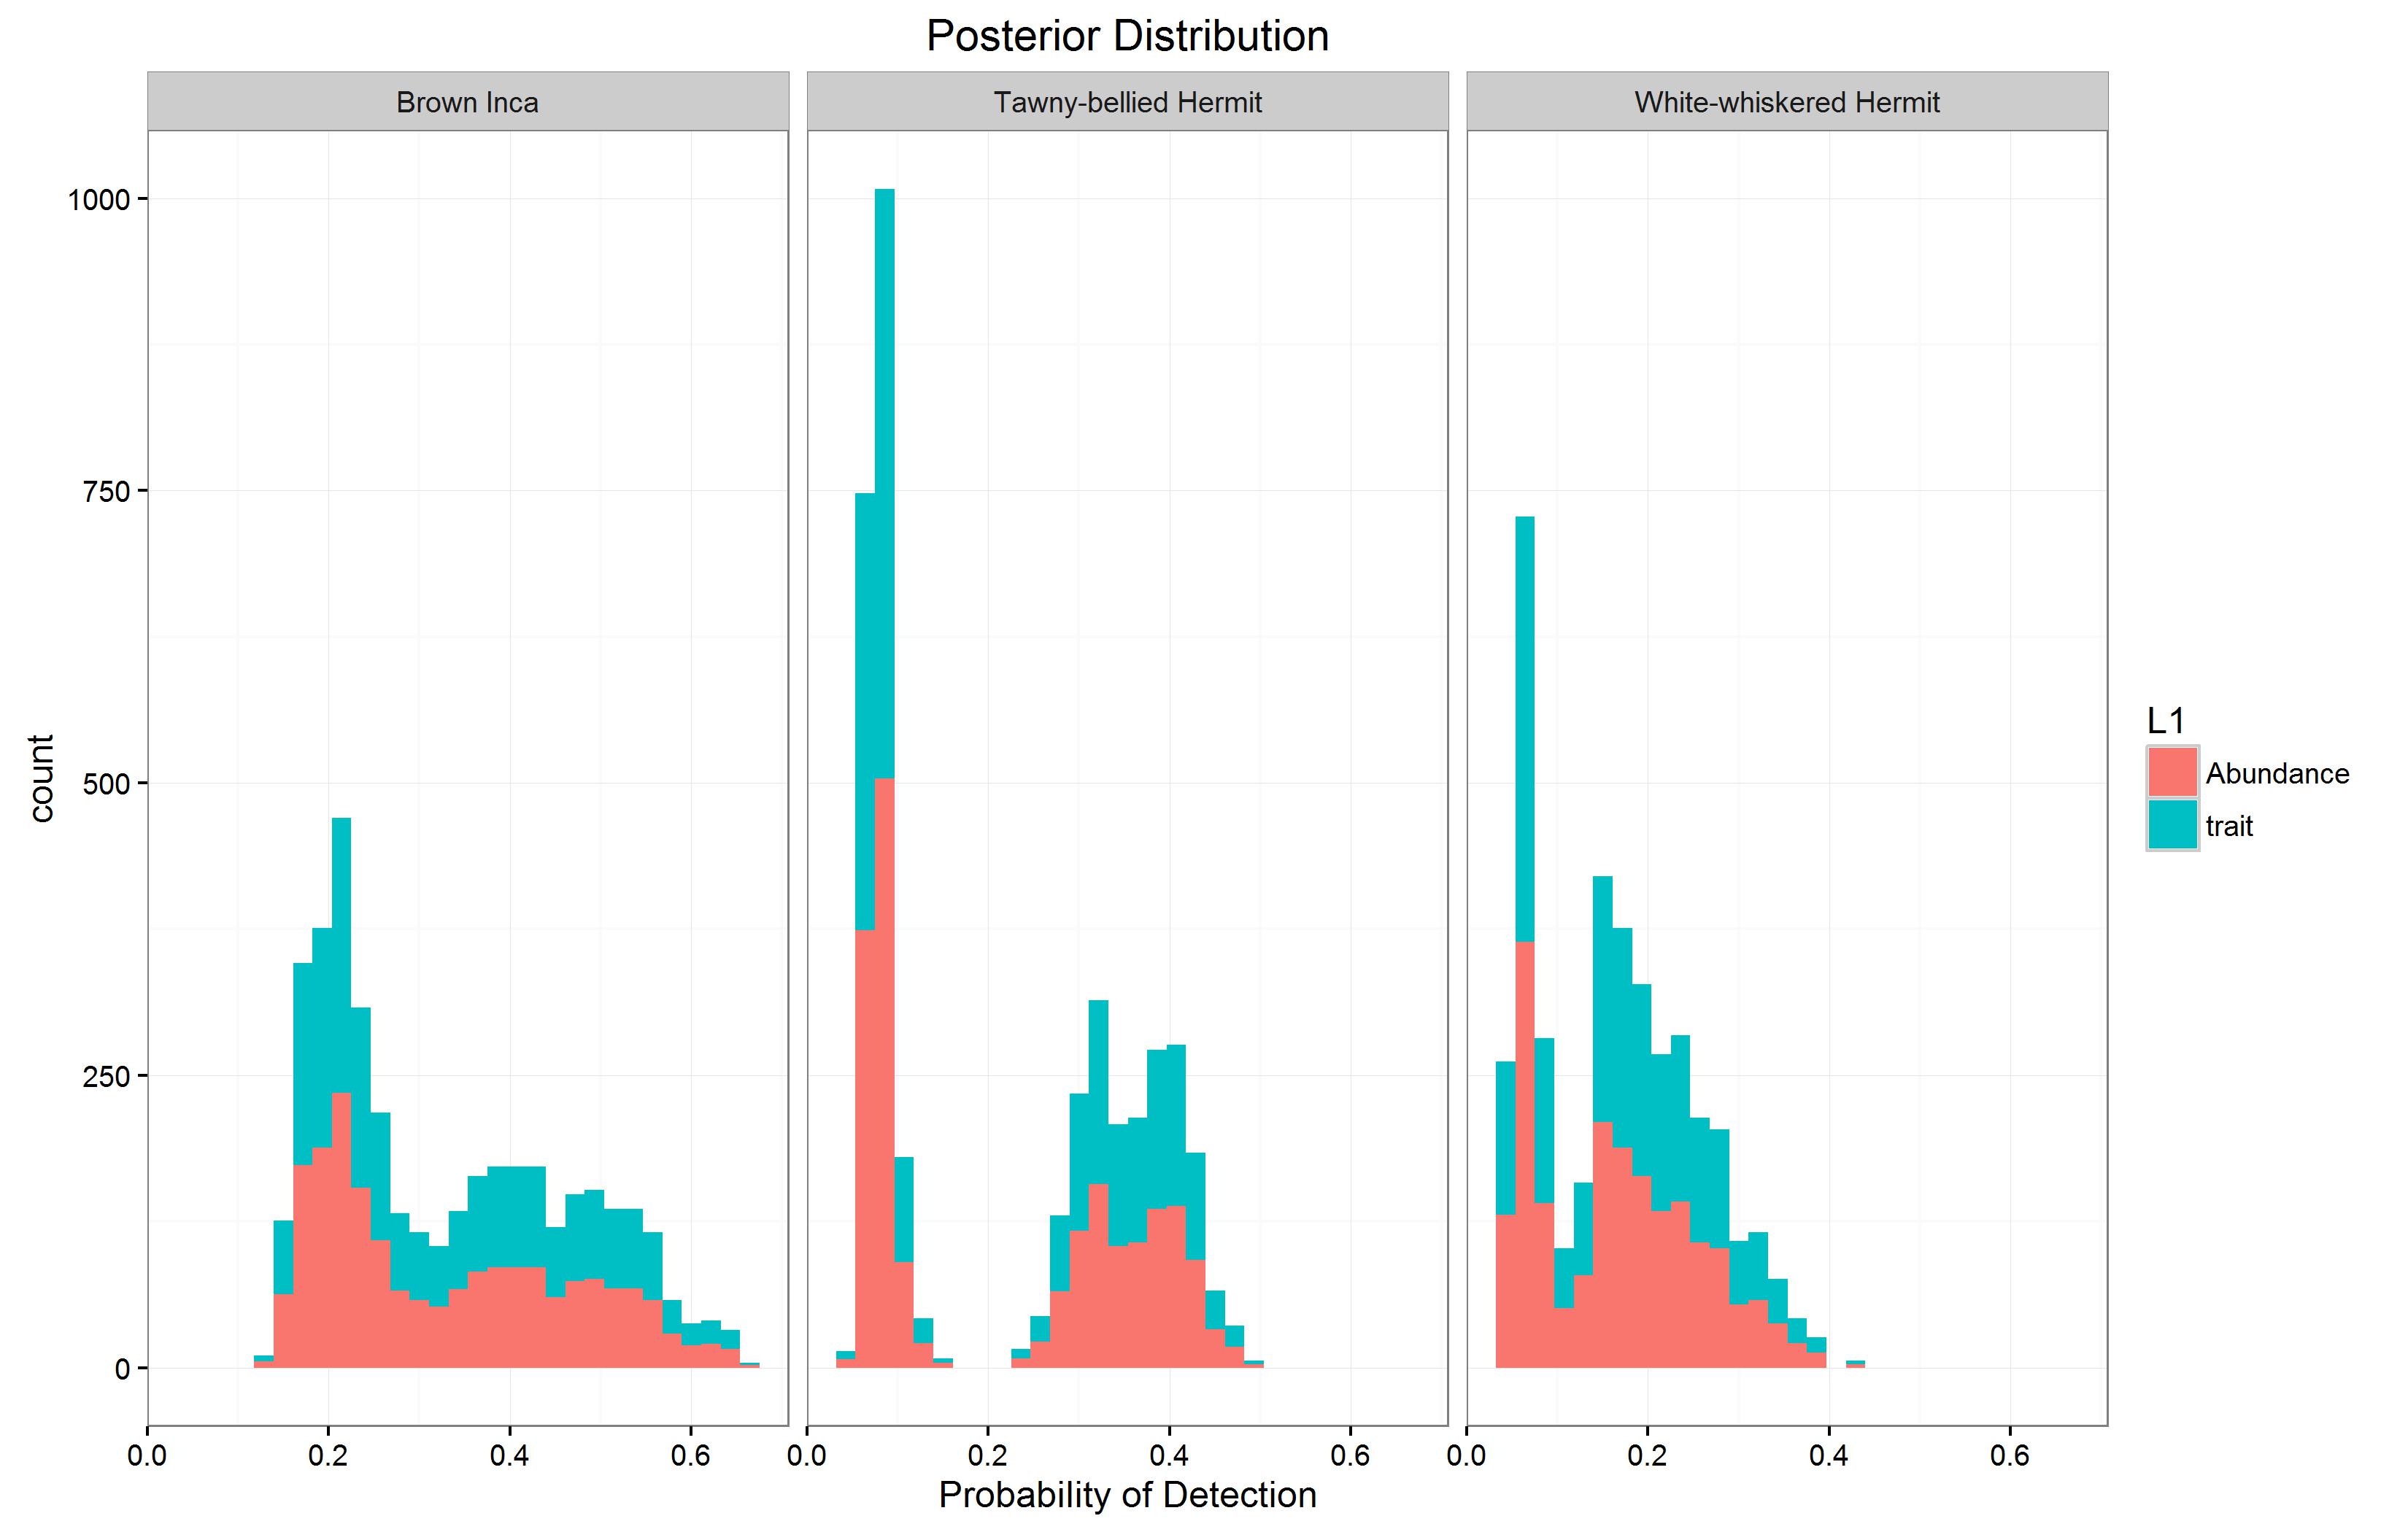 Posterior Distribution
Brown Inca
Tawny-bellied Hermit
White-whiskered Hermit
1000
750
500
250
0
count
0.0 0.2 0.4 0.6
0.0 0.2 0.4 0.6
0.0 0.2 0.4 0.6
Probability of Detection
L1
Abundance
trait